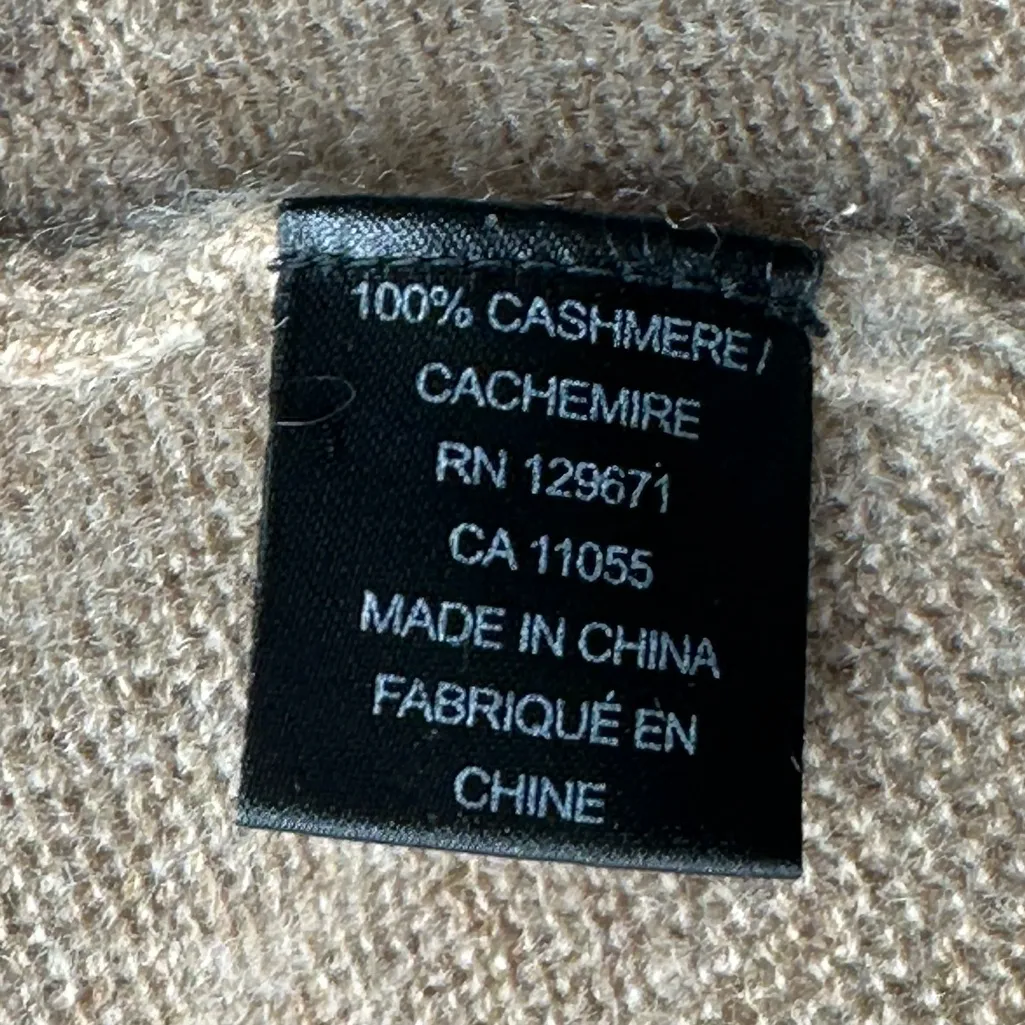 100% CASHMERE /
CACHEMIRE
RN 129671
CA 11055
MADE IN CHINA
FABRIQUÉ EN
CHINE